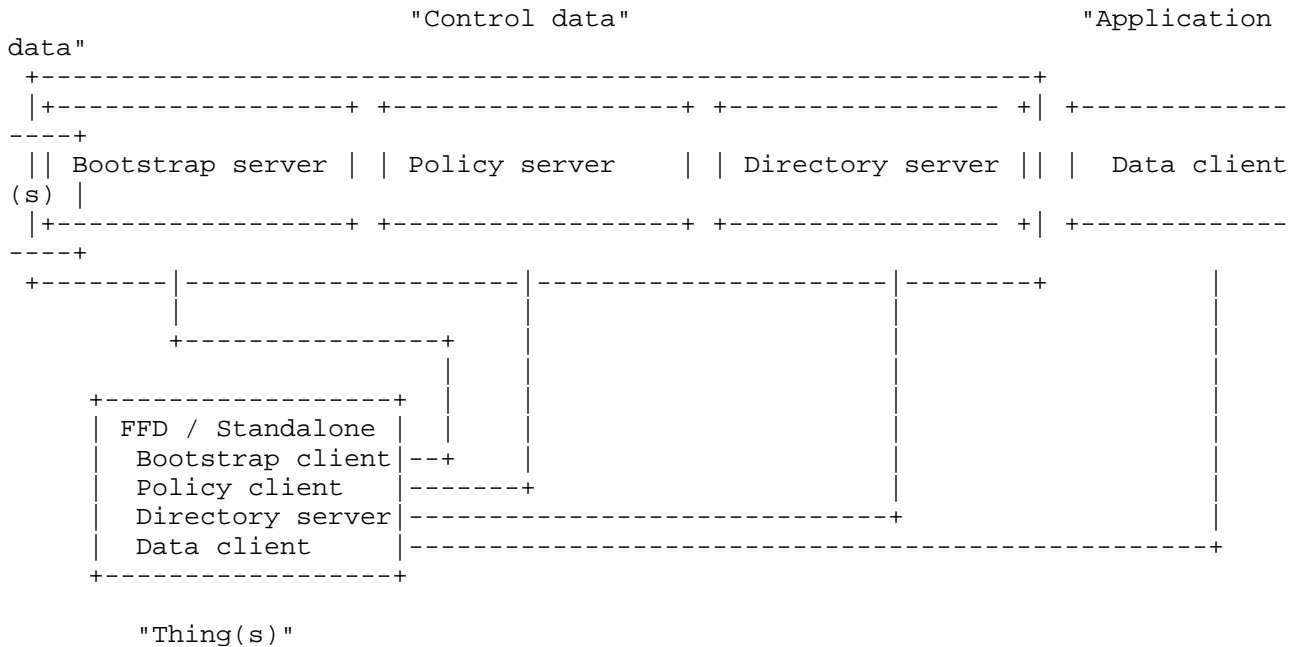 "Control data" "Application
data"
Bootstrap server Policy server Directory server Data client
(s)
FFD / Standalone
Bootstrap client
Policy client
Directory server
Data client
"Thing(s)"